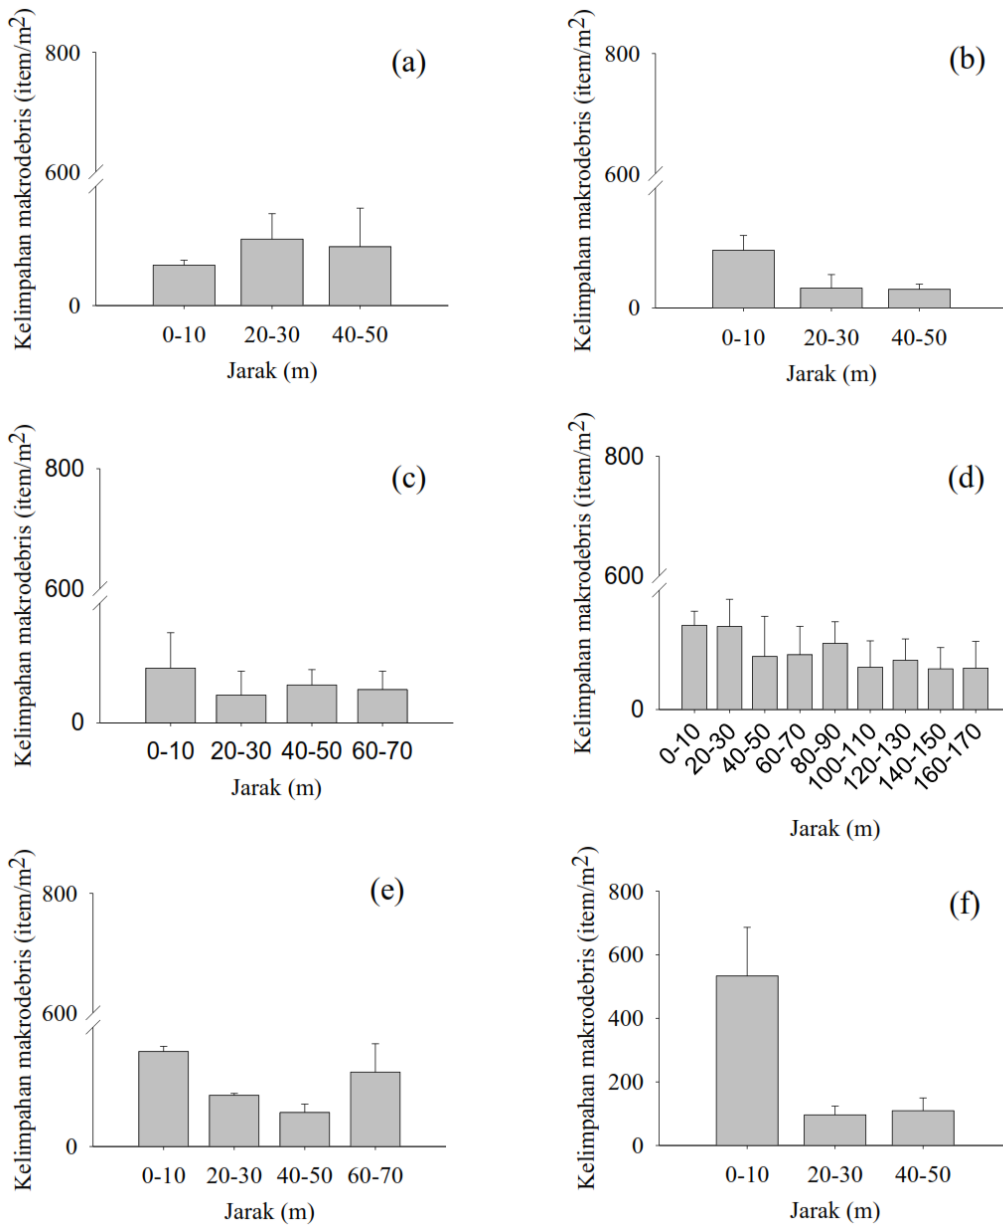 (a)
Kelimpahan makrodebris (item/m²)
800
600
0
0-10 20-30 40-50
Jarak (m)
(b)
Kelimpahan makrodebris (item/m²)
800
600
0
0-10 20-30 40-50
Jarak (m)
(c)
Kelimpahan makrodebris (item/m²)
800
600
0
0-10 20-30 40-50 60-70
Jarak (m)
(d)
Kelimpahan makrodebris (item/m²)
800
600
0
0-10 20-30 40-50 60-70 80-90 100-110 120-130 140-150 160-170
Jarak (m)
(e)
Kelimpahan makrodebris (item/m²)
800
600
0
0-10 20-30 40-50 60-70
Jarak (m)
(f)
Kelimpahan makrodebris (item/m²)
800
600
400
200
0
0-10 20-30 40-50
Jarak (m)